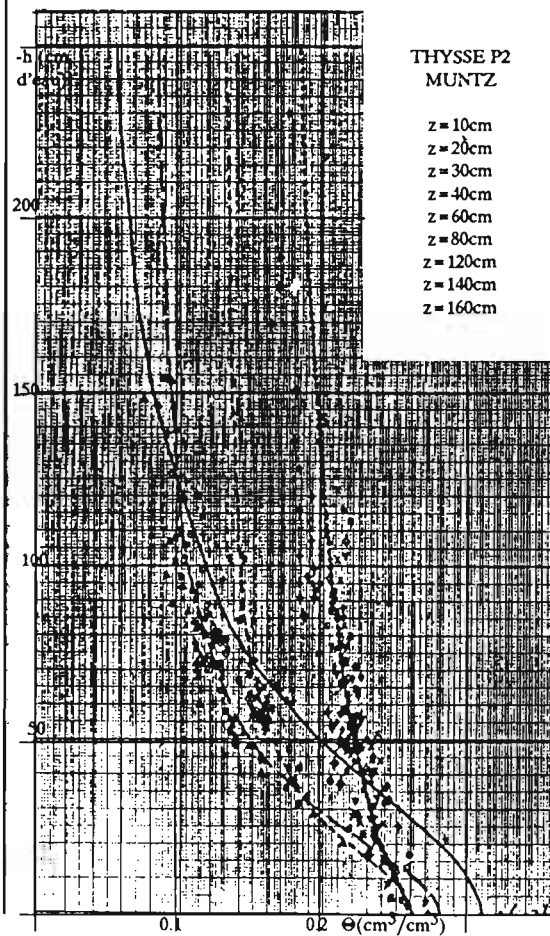 -h (cm
d'eau)
THYSSE P2
MUNTZ
z = 10cm
z = 20cm
z = 30cm
z = 40cm
z = 60cm
z = 80cm
z = 120cm
z = 140cm
z = 160cm
200
150
100
50
0.1
0.2
Θ(cm³/cm³)